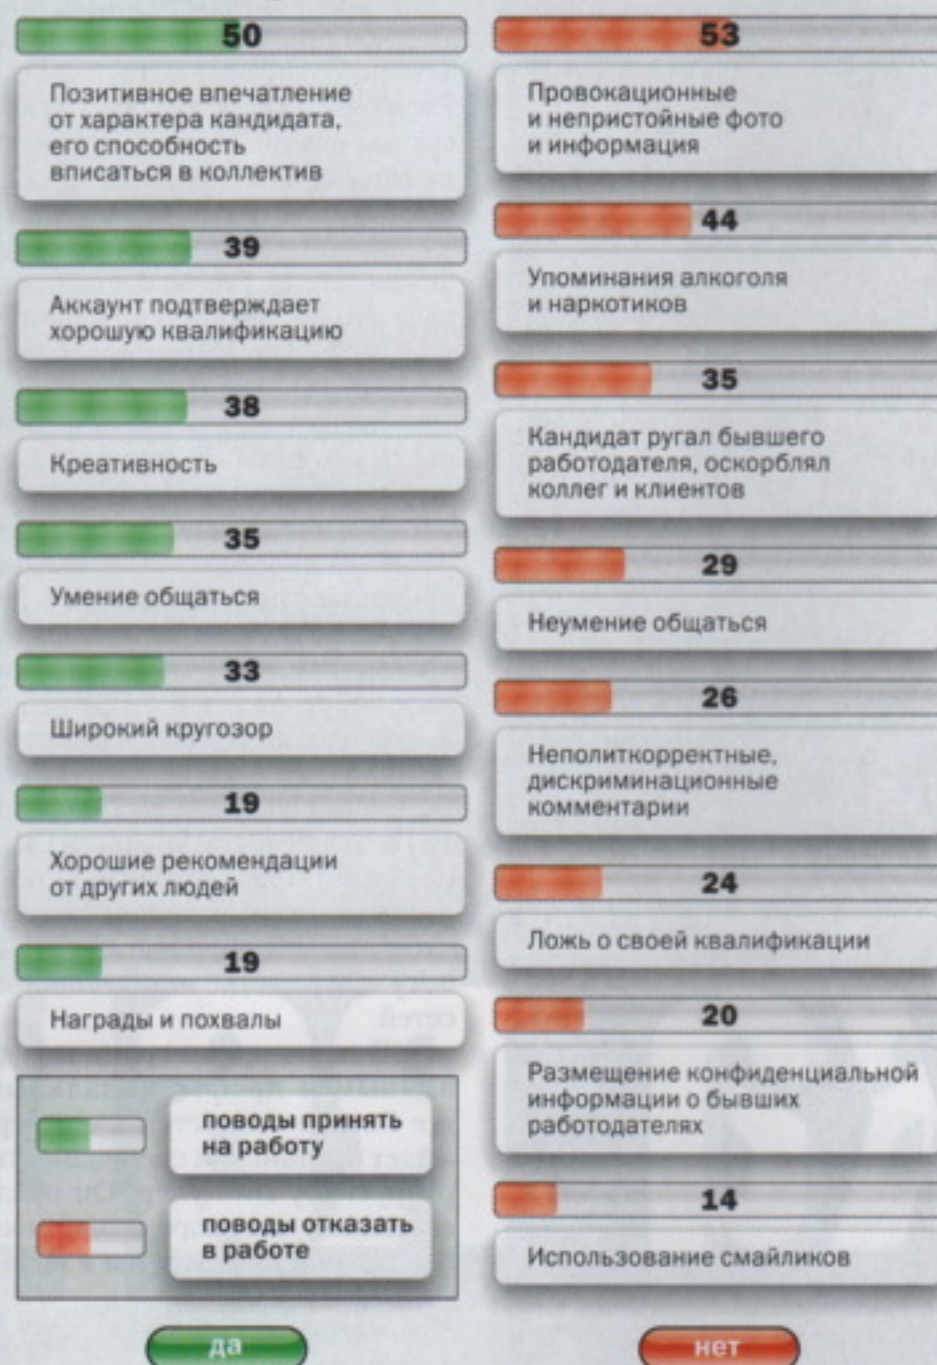 50
Позитивное впечатление
от характера кандидата,
его способность
вписаться в коллектив
39
Аккаунт подтверждает
хорошую квалификацию
38
Креативность
35
Умение общаться
33
Широкий кругозор
19
Хорошие рекомендации
от других людей
19
Награды и похвалы
поводы принять
на работу
поводы отказать
в работе
да
53
Провокационные
и непристойные фото
и информация
44
Упоминания алкоголя
и наркотиков
35
Кандидат ругал бывшего
работодателя, оскорблял
коллег и клиентов
29
Неумение общаться
26
Неполиткорректные,
дискриминационные
комментарии
24
Ложь о своей квалификации
20
Размещение конфиденциальной
информации о бывших
работодателях
14
Использование смайликов
нет